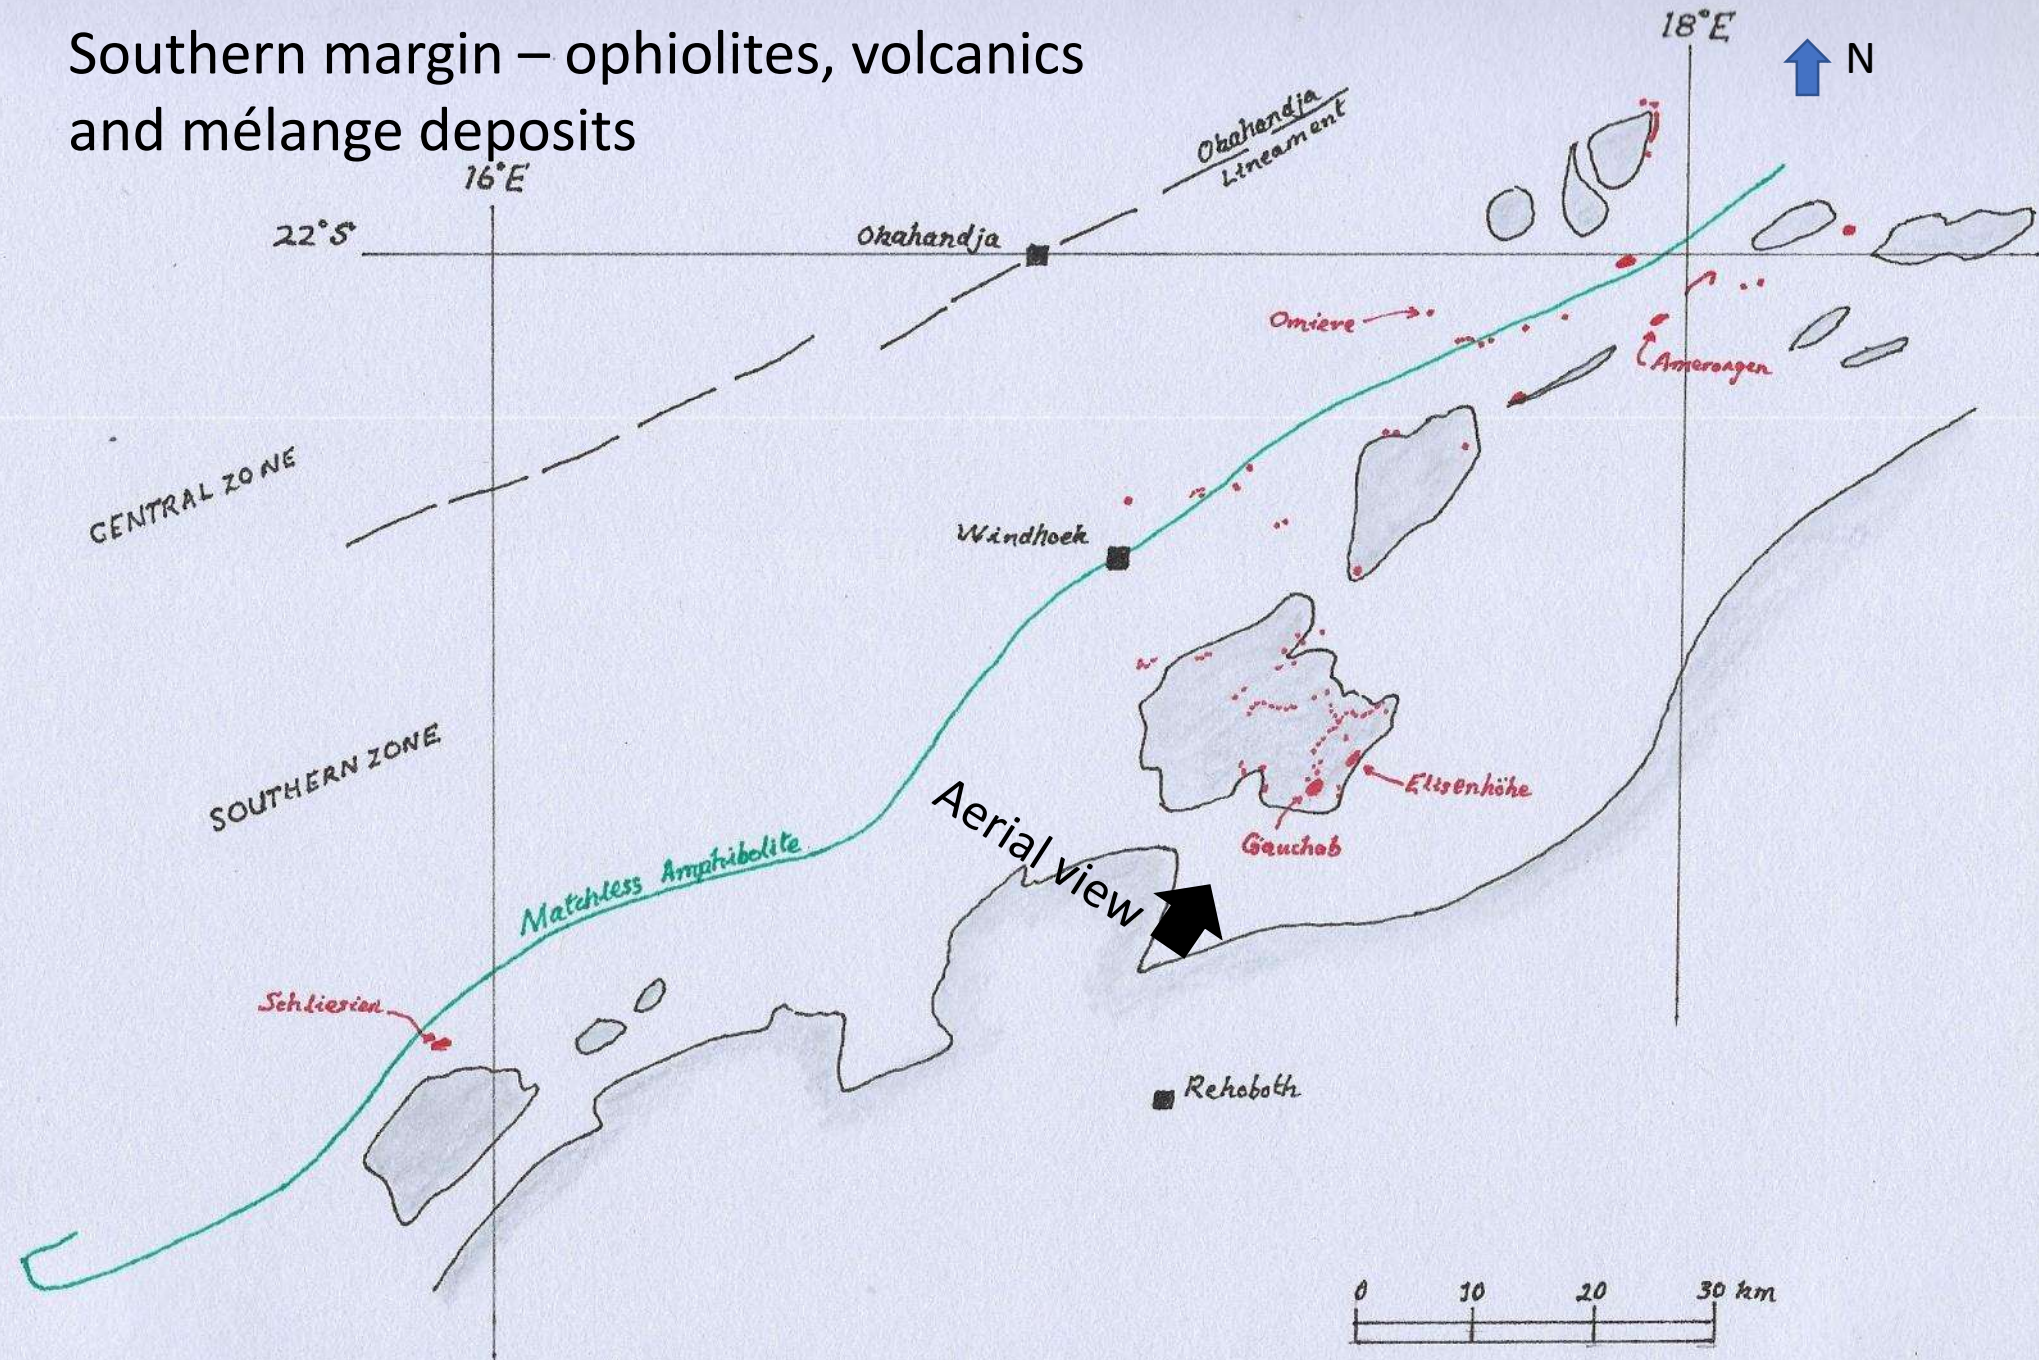 Southern margin – ophiolites, volcanics
and mélange deposits
18°E
N
Okahandja
Lineament
16°E
22°S
Okahandja
Omiere
Amerongen
CENTRAL ZONE
Windhoek
SOUTHERN ZONE
Elisenhöhe
Aerial view
Gauchab
Matchless Amphibolite
Schliesien
Rehoboth
0 10 20 30 km